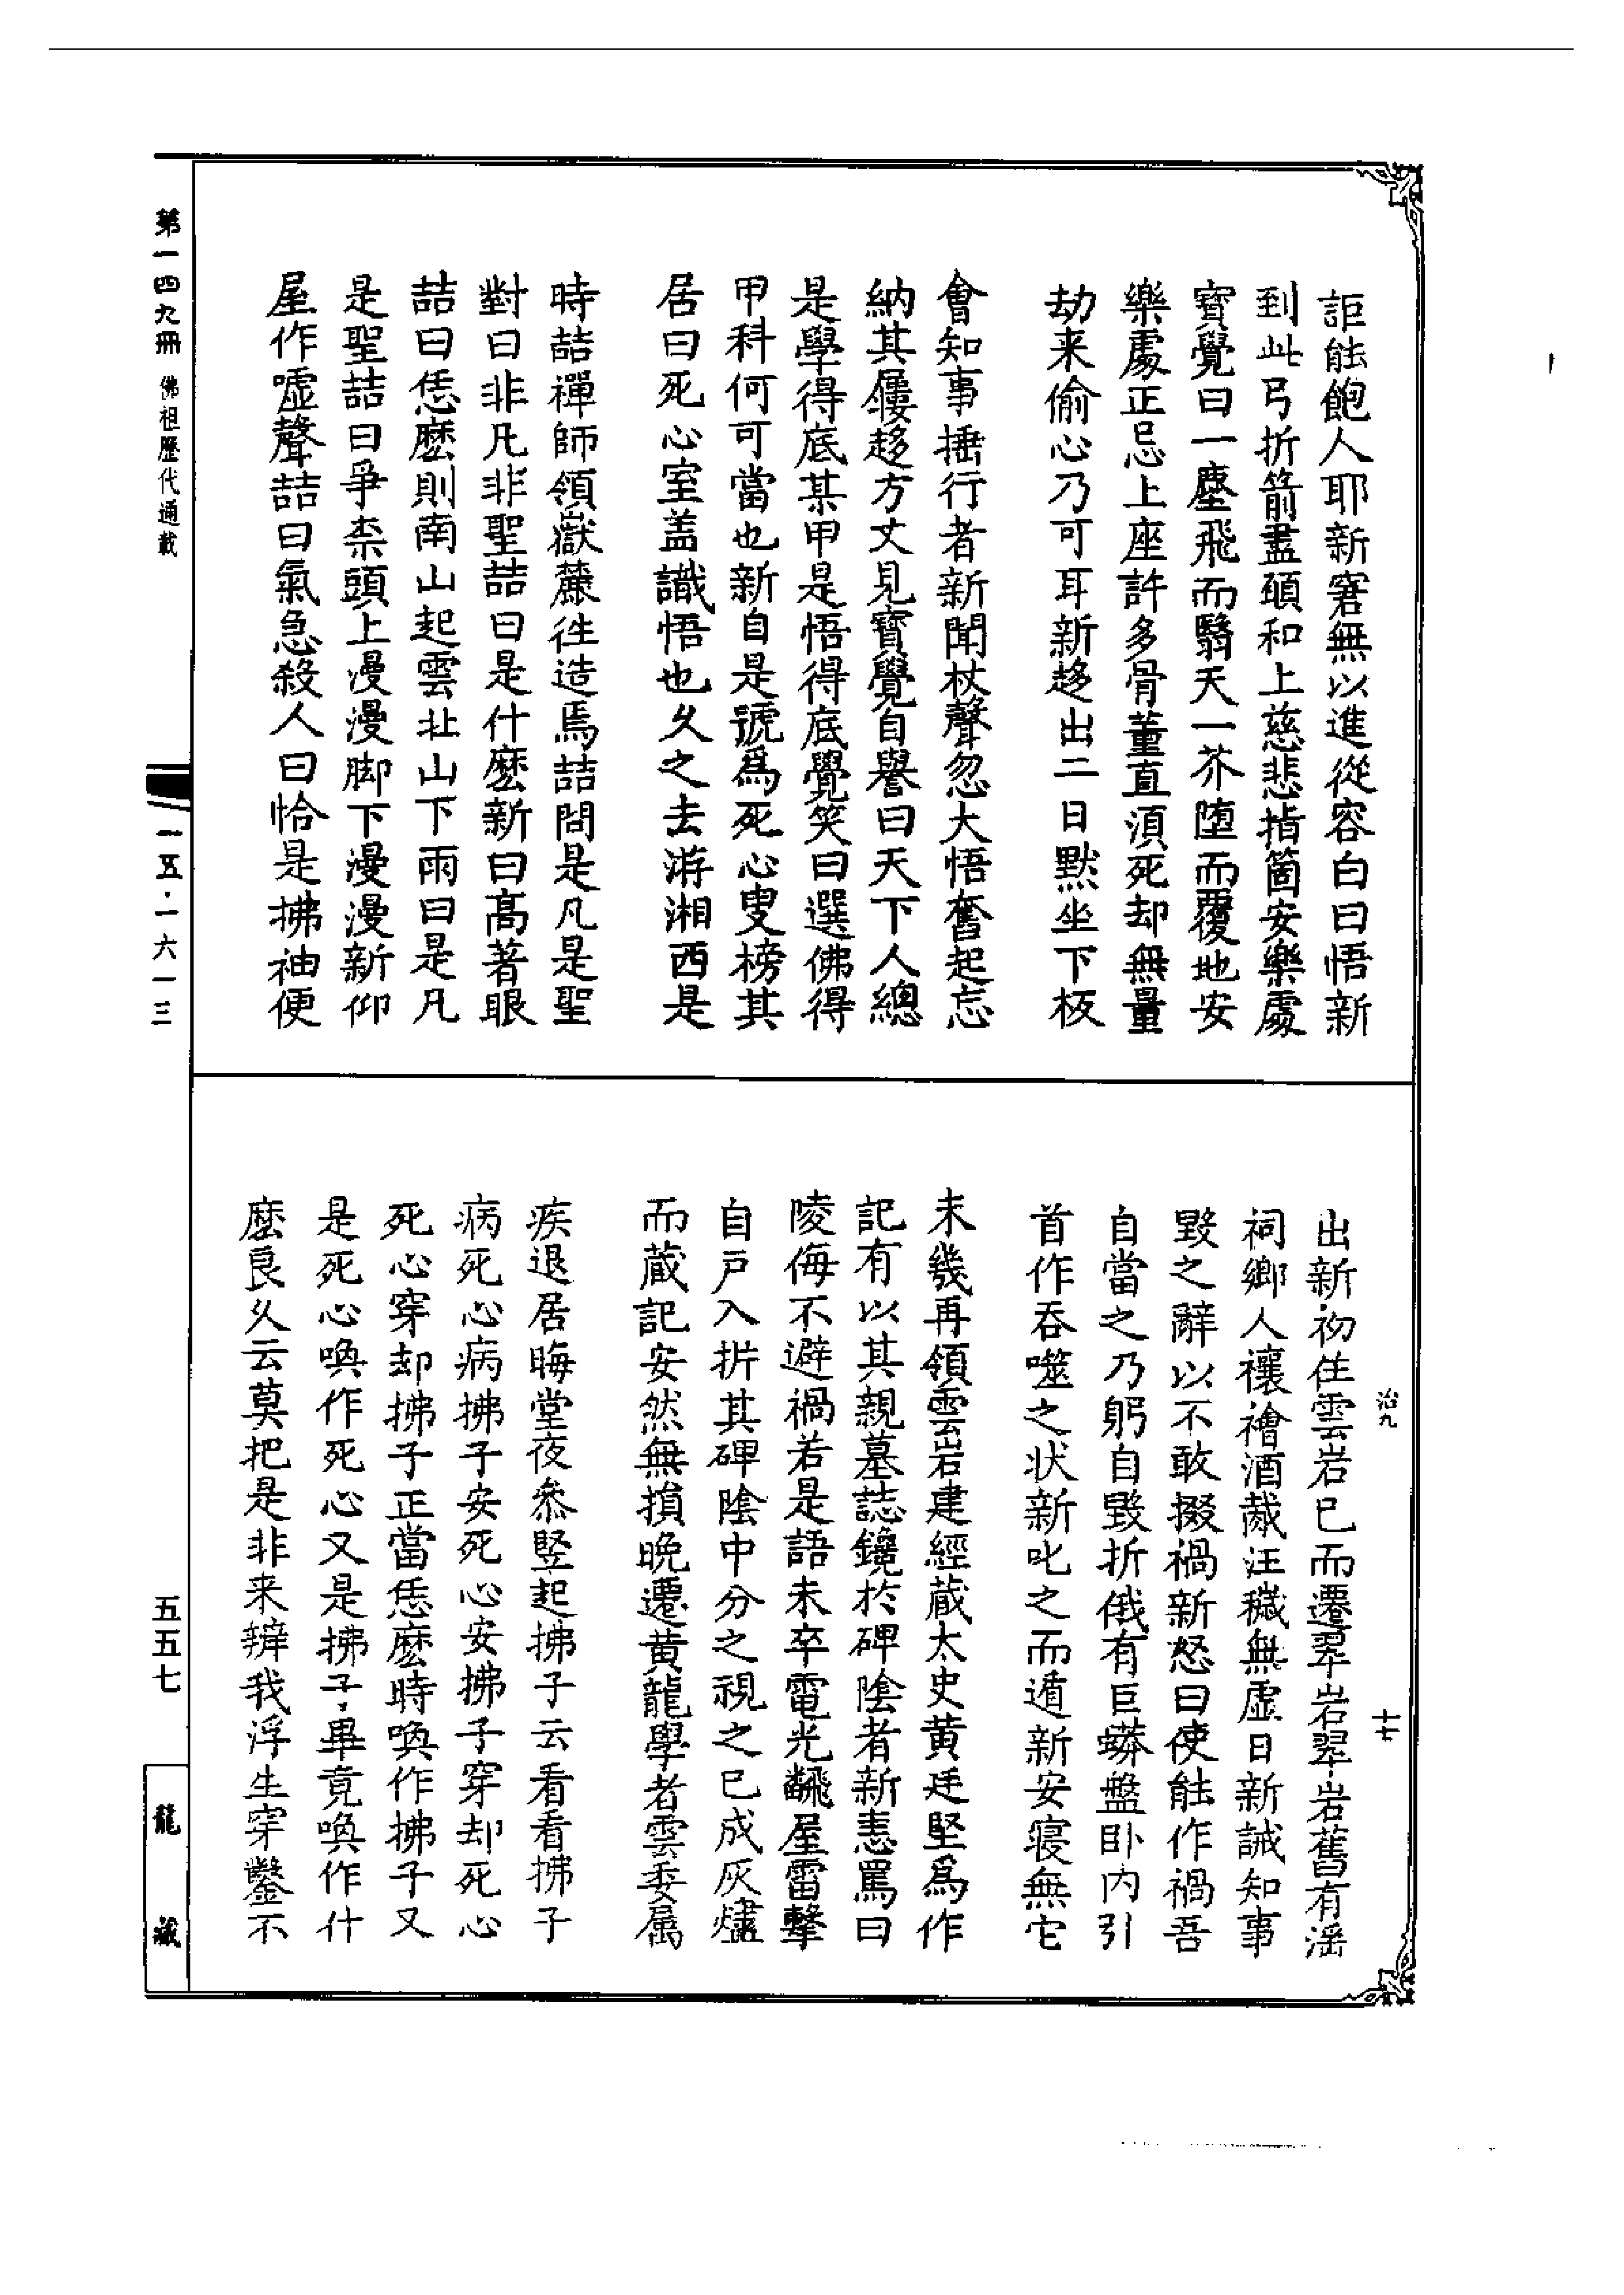 詎能飽人耶新窘無以進從容白曰悟新
到此弓折箭盡碩和上慈悲指箇安樂處
寶覺曰一塵飛而翳天一芥墮而覆地安
樂處正忌上座許多骨董直湏死却無量
劫来偷心乃可耳新趍出二日默坐下板
會知事捶行者新聞杖聲忽大悟奮起忘
納其屨趍方丈見寶覺自譽曰天下人總
是學得底某甲是悟得底覺笑曰選佛得
甲科何可當也新自是號爲死心叟榜其
居曰死心室盖識悟也久之去游湘西是
時喆禪師領嶽麓徃造焉喆問是凡是聖
對曰非凡非聖喆曰是什麽新曰高著眼
喆曰恁麽則南山起雲北山下雨曰是凡
是聖喆曰爭柰頭上漫漫脚下漫漫新仰
屋作噓聲喆曰氣急殺人曰恰是拂袖便
治九
十七
出新初住雲岩已而遷翠岩翠岩舊有滛
祠鄉人禳禬酒胾汪穢無虛日新誡知事
毀之辭以不敢掇禍新怒曰使能作禍吾
自當之乃躬自毀折俄有巨蟒盤卧内引
首作吞噬之状新叱之而遁新安寢無它
未幾再領雲岩建經蔵太史黄廷堅爲作
記有以其親墓誌鑱於碑陰者新恚罵曰
陵侮不避禍若是語未卒電光翻屋雷擊
自戸入拆其碑陰中分之視之已成灰燼
而蔵記安然無損晩遷黄龍學者雲委属
疾退居晦堂夜叅竪起拂子云看看拂子
病死心病拂子安死心安拂子穿却死心
死心穿却拂子正當恁麽時喚作拂子又
是死心喚作死心又是拂子畢竟喚作什
麽良久云莫把是非来辨我浮生穿鑿不
第一四九冊 佛祖歷代通載
一五·一六一三
五五七
龍藏